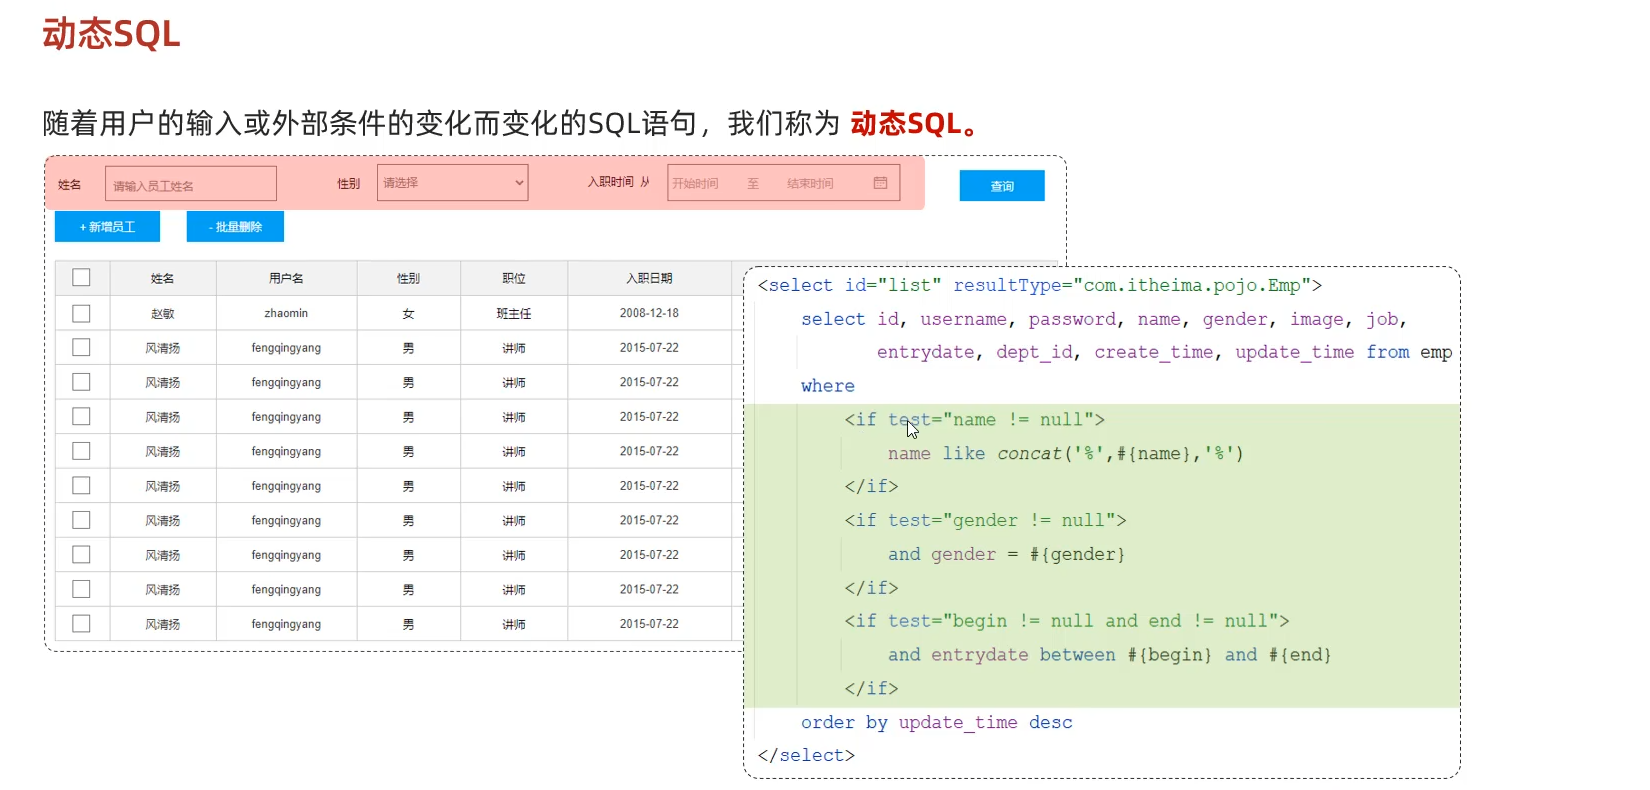 动态SQL
随着用户的输入或外部条件的变化而变化的SQL语句，我们称为 动态SQL。
姓名 请输入员工姓名 性别 请选择 入职时间 从 开始时间 至 结束时间 查询
+ 新增员工 - 批量删除
姓名 用户名 性别 职位 入职日期
赵敏 zhaomin 女 班主任 2008-12-18
风清扬 fengqingyang 男 讲师 2015-07-22
风清扬 fengqingyang 男 讲师 2015-07-22
风清扬 fengqingyang 男 讲师 2015-07-22
风清扬 fengqingyang 男 讲师 2015-07-22
风清扬 fengqingyang 男 讲师 2015-07-22
风清扬 fengqingyang 男 讲师 2015-07-22
风清扬 fengqingyang 男 讲师 2015-07-22
风清扬 fengqingyang 男 讲师 2015-07-22
风清扬 fengqingyang 男 讲师 2015-07-22
<select id="list" resultType="com.itheima.pojo.Emp">
select id, username, password, name, gender, image, job,
entrydate, dept_id, create_time, update_time from emp
where
<if test="name != null">
name like concat('%',#{name},'%')
</if>
<if test="gender != null">
and gender = #{gender}
</if>
<if test="begin != null and end != null">
and entrydate between #{begin} and #{end}
</if>
order by update_time desc
</select>